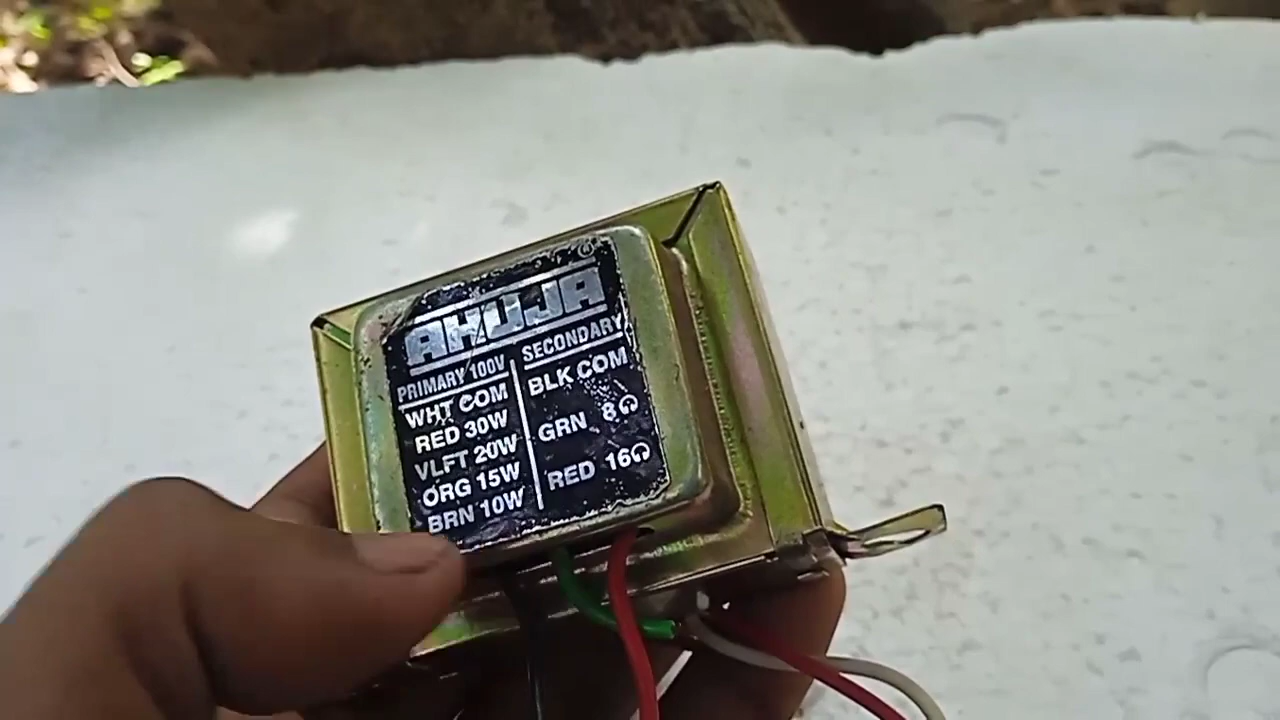 AHUJA
PRIMARY 100V
WHT COM
RED 30W
VLFT 20W
ORG 15W
BRN 10W
SECONDARY
BLK COM
GRN 8Ω
RED 16Ω